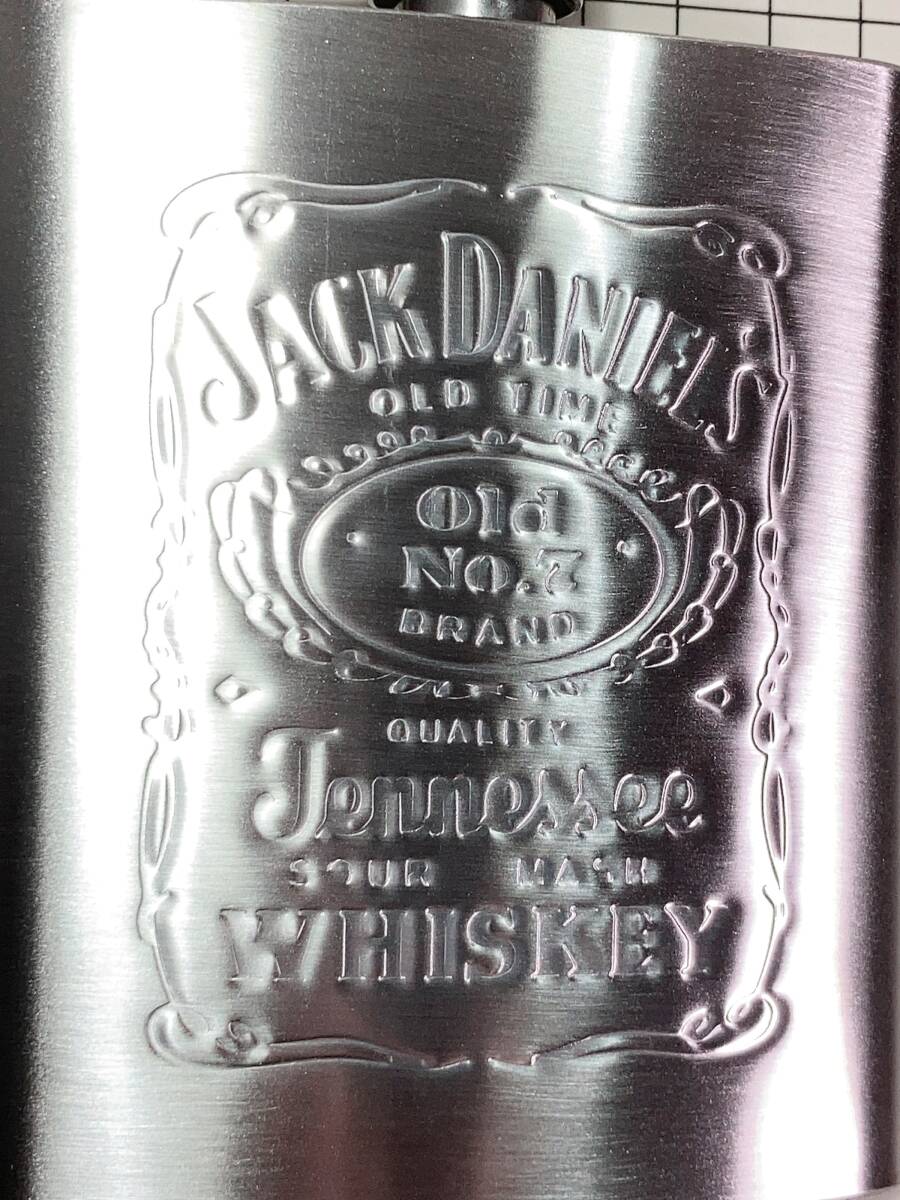 JACK DANIEL'S
OLD TIME
Old
No.7
BRAND
QUALITY
Tennessee
SOUR MASH
WHISKEY